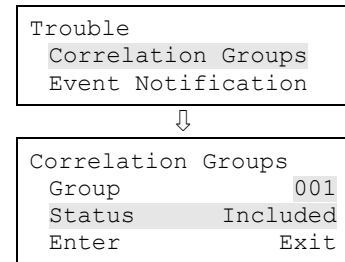 Trouble
Correlation Groups
Event Notification
⇩
Correlation Groups
Group 001
Status Included
Enter Exit